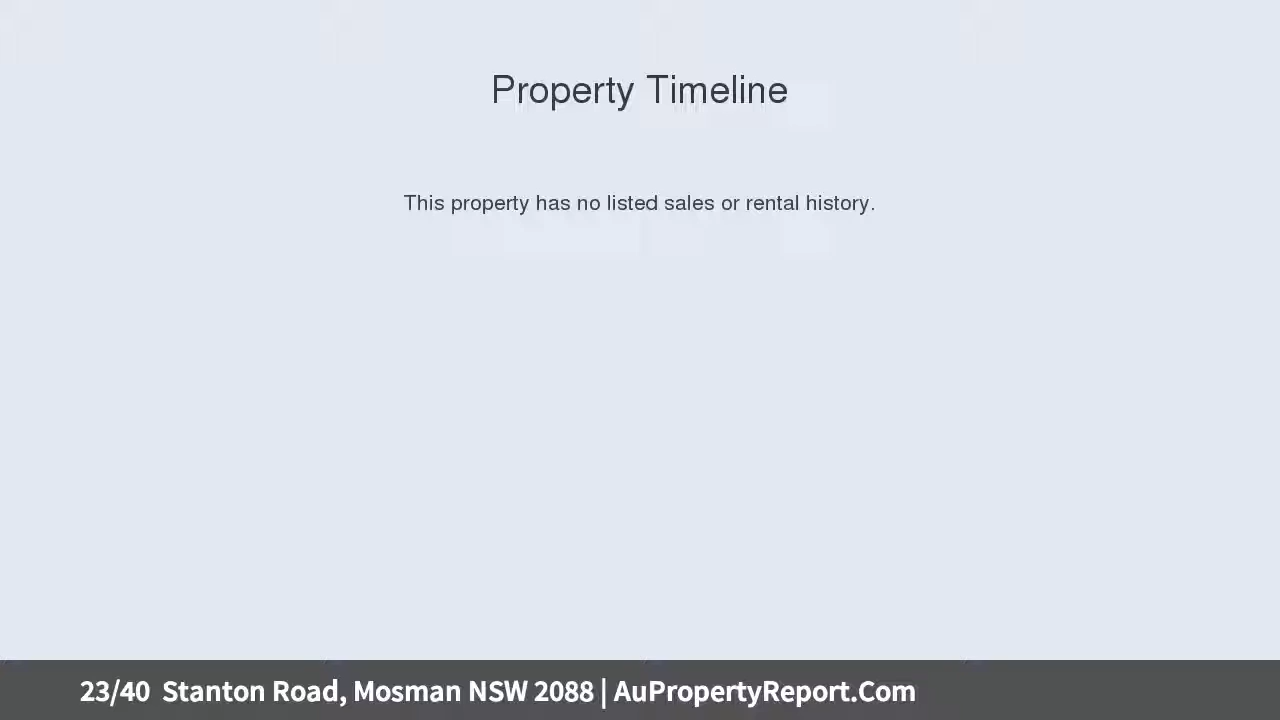 Property Timeline
This property has no listed sales or rental history.
23/40 Stanton Road, Mosman NSW 2088 | AuPropertyReport.Com